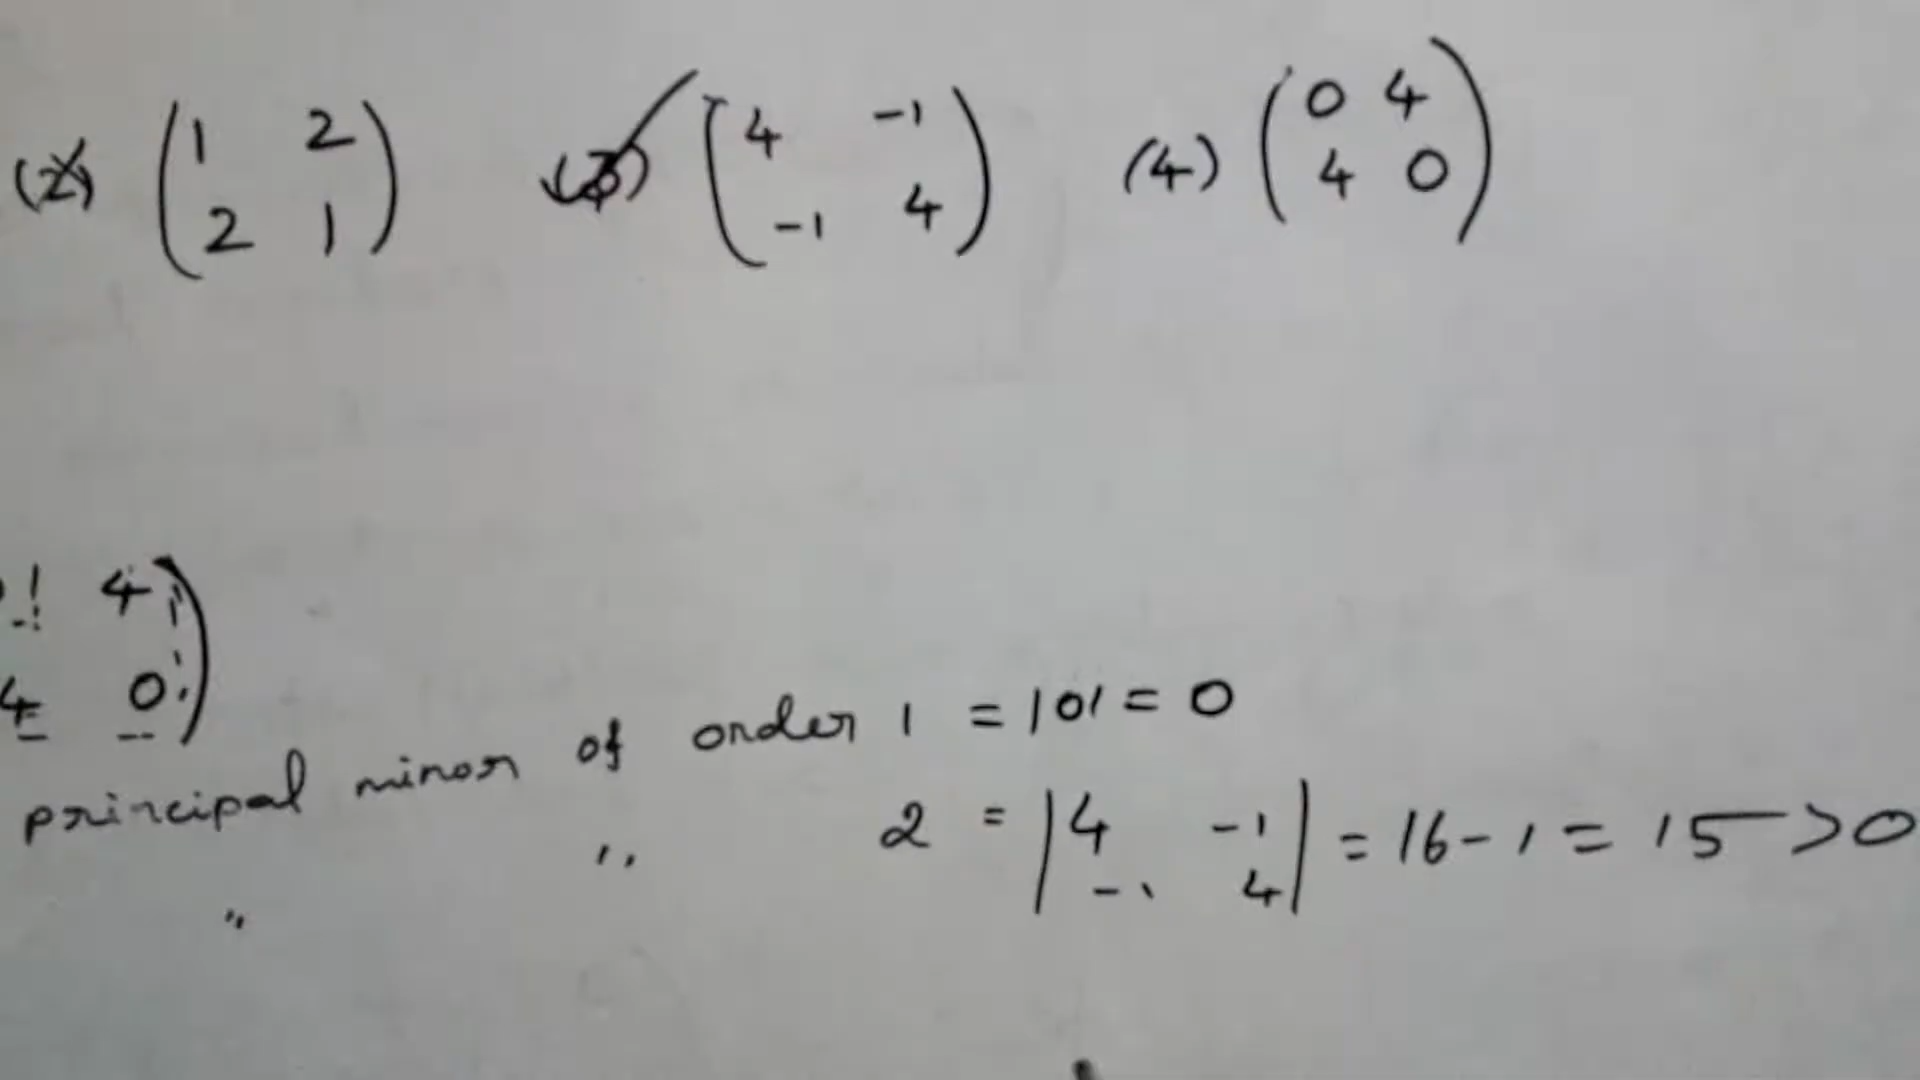 (2) (1 2 (3) (4 -1 (4) (0 4
2 1) -1 4) 4 0)
4
4 0)
principal minor of order 1 = |0| = 0
,, 2 = |4 -1| = 16 - 1 = 15 > 0
,, -1 4